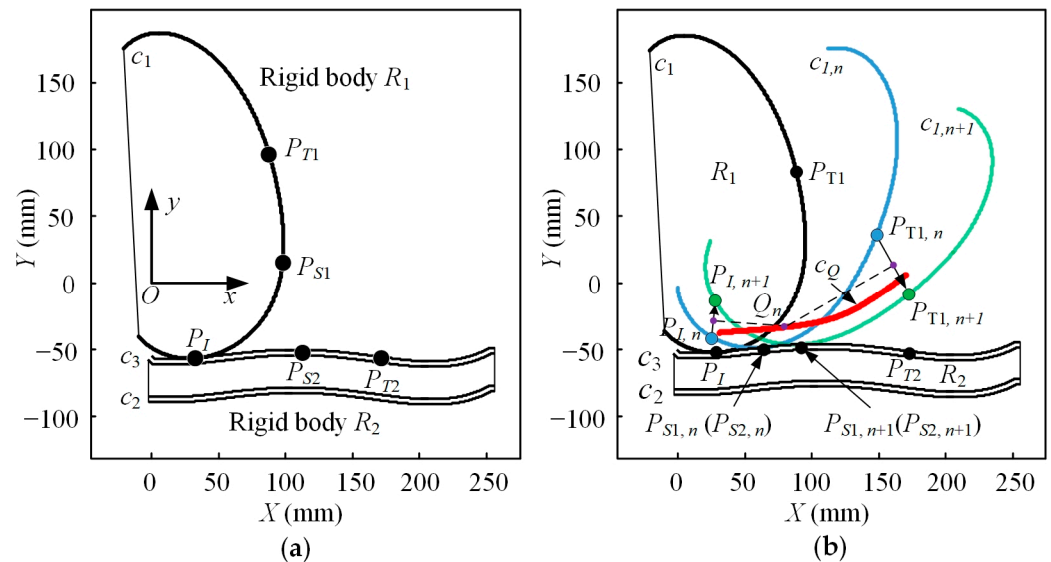 c1
Rigid body R1
PT1
y
PS1
O
x
PI
c3
PS2
PT2
c2
Rigid body R2
100
50
0
−50
−100
Y (mm)
0 50 100 150 200 250
X (mm)
(a)
c1
c1,n
c1,n+1
R1
PT1
PT1, n
PI, n+1
cQ
Qn
PI, n
PT1, n+1
c3
PI
PT2
R2
c2
PS1, n (PS2, n)
PS1, n+1(PS2, n+1)
100
50
0
−50
−100
Y (mm)
0 50 100 150 200 250
X (mm)
(b)